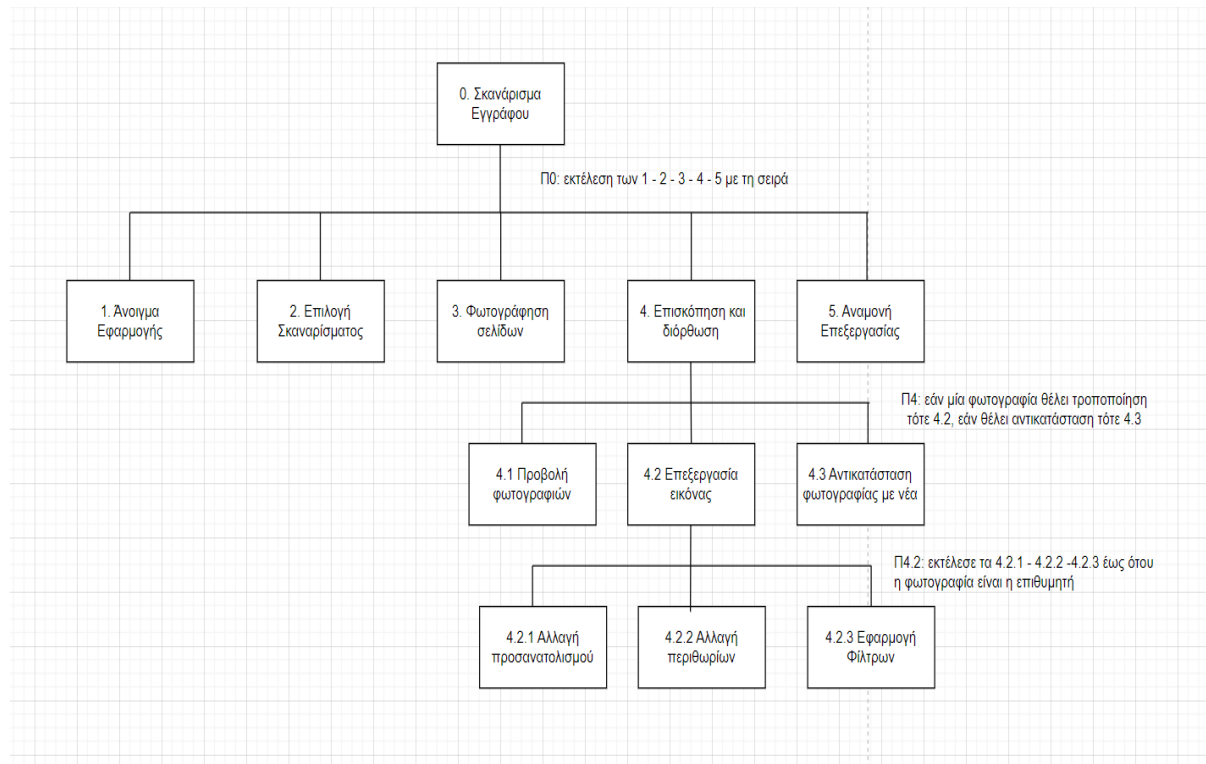 0. Σκανάρισμα
Εγγράφου
Π0: εκτέλεση των 1 - 2 - 3 - 4 - 5 με τη σειρά
1. Άνοιγμα
Εφαρμογής
2. Επιλογή
Σκαναρίσματος
3. Φωτογράφηση
σελίδων
4. Επισκόπηση και
διόρθωση
5. Αναμονή
Επεξεργασίας
Π4: εάν μία φωτογραφία θέλει τροποποίηση
τότε 4.2, εάν θέλει αντικατάσταση τότε 4.3
4.1 Προβολή
φωτογραφιών
4.2 Επεξεργασία
εικόνας
4.3 Αντικατάσταση
φωτογραφίας με νέα
Π4.2: εκτέλεσε τα 4.2.1 - 4.2.2 -4.2.3 έως ότου
η φωτογραφία είναι η επιθυμητή
4.2.1 Αλλαγή
προσανατολισμού
4.2.2 Αλλαγή
περιθωρίων
4.2.3 Εφαρμογή
Φίλτρων